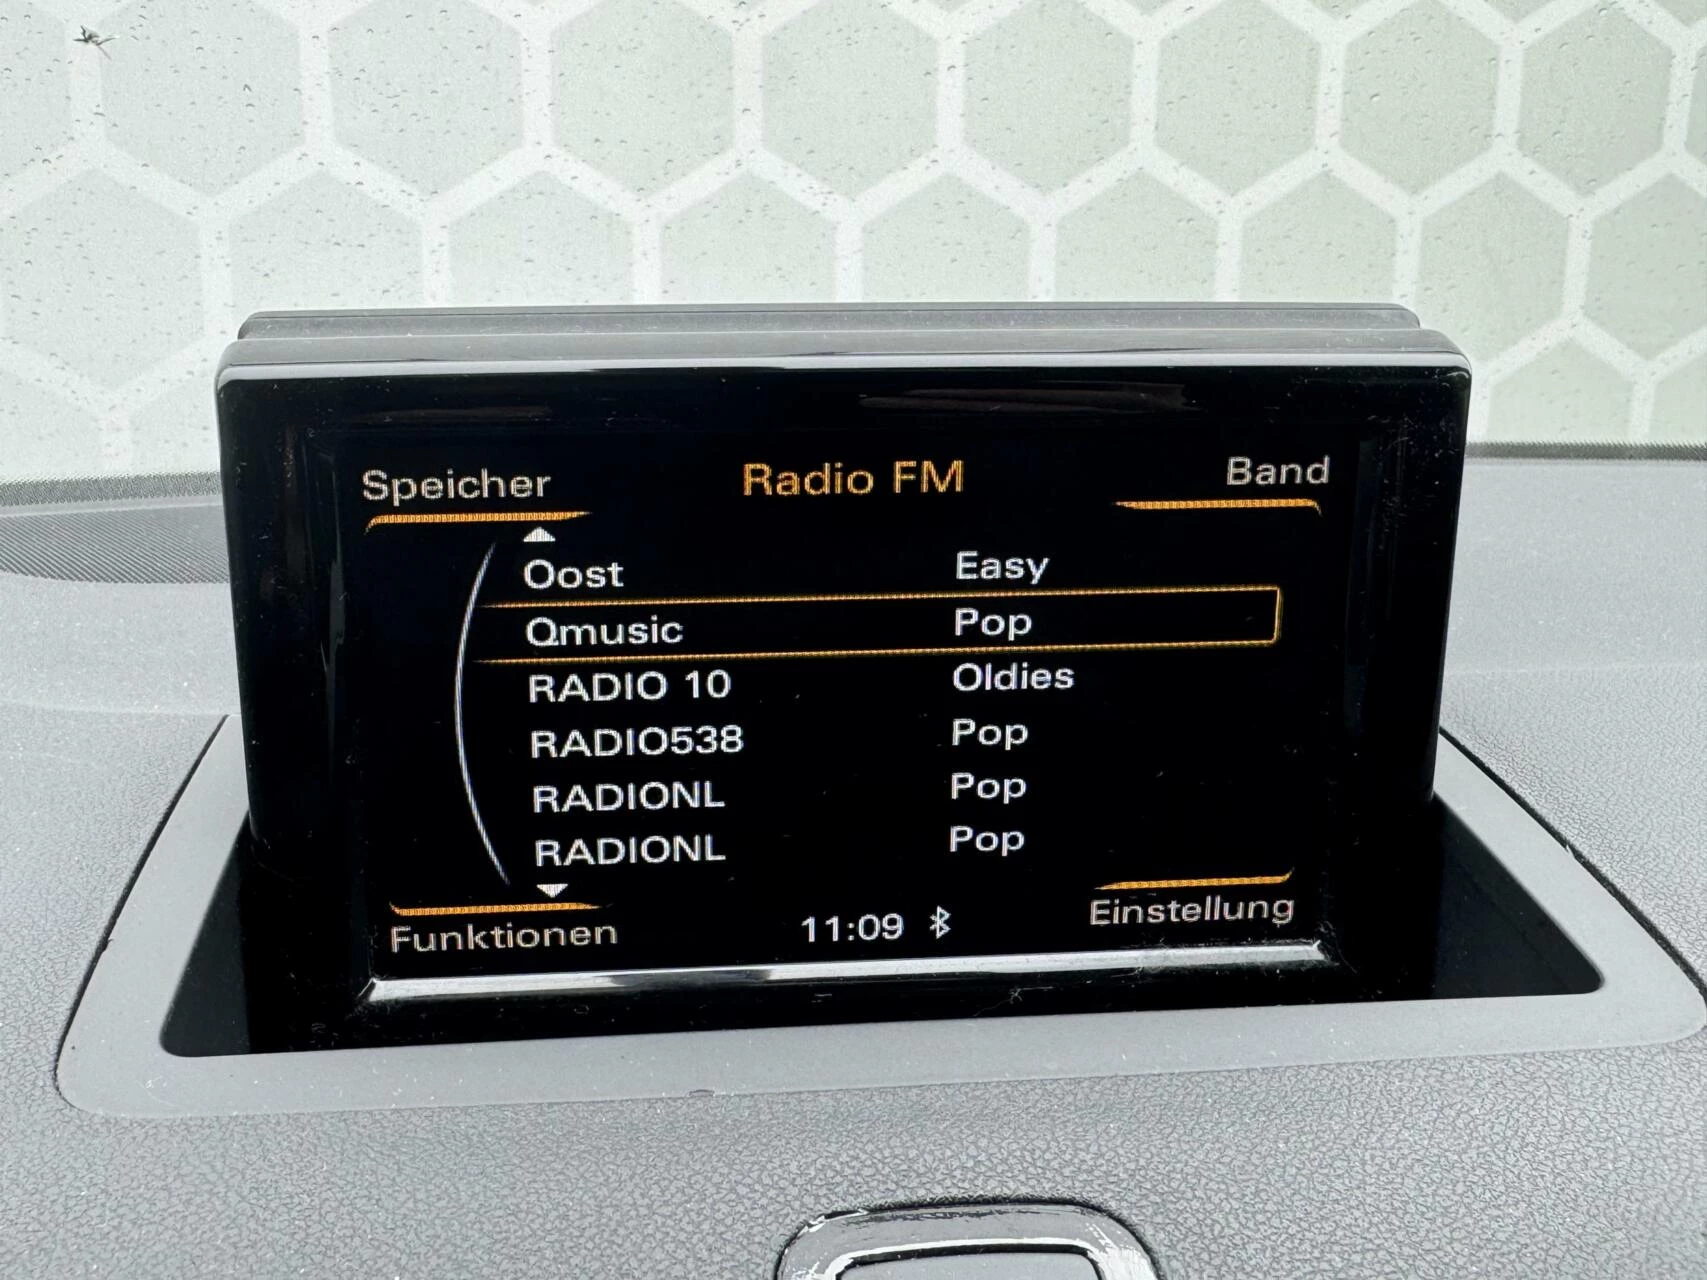 Speicher Radio FM Band
Oost Easy
Qmusic Pop
RADIO 10 Oldies
RADIO538 Pop
RADIONL Pop
RADIONL Pop
Funktionen 11:09 Einstellung